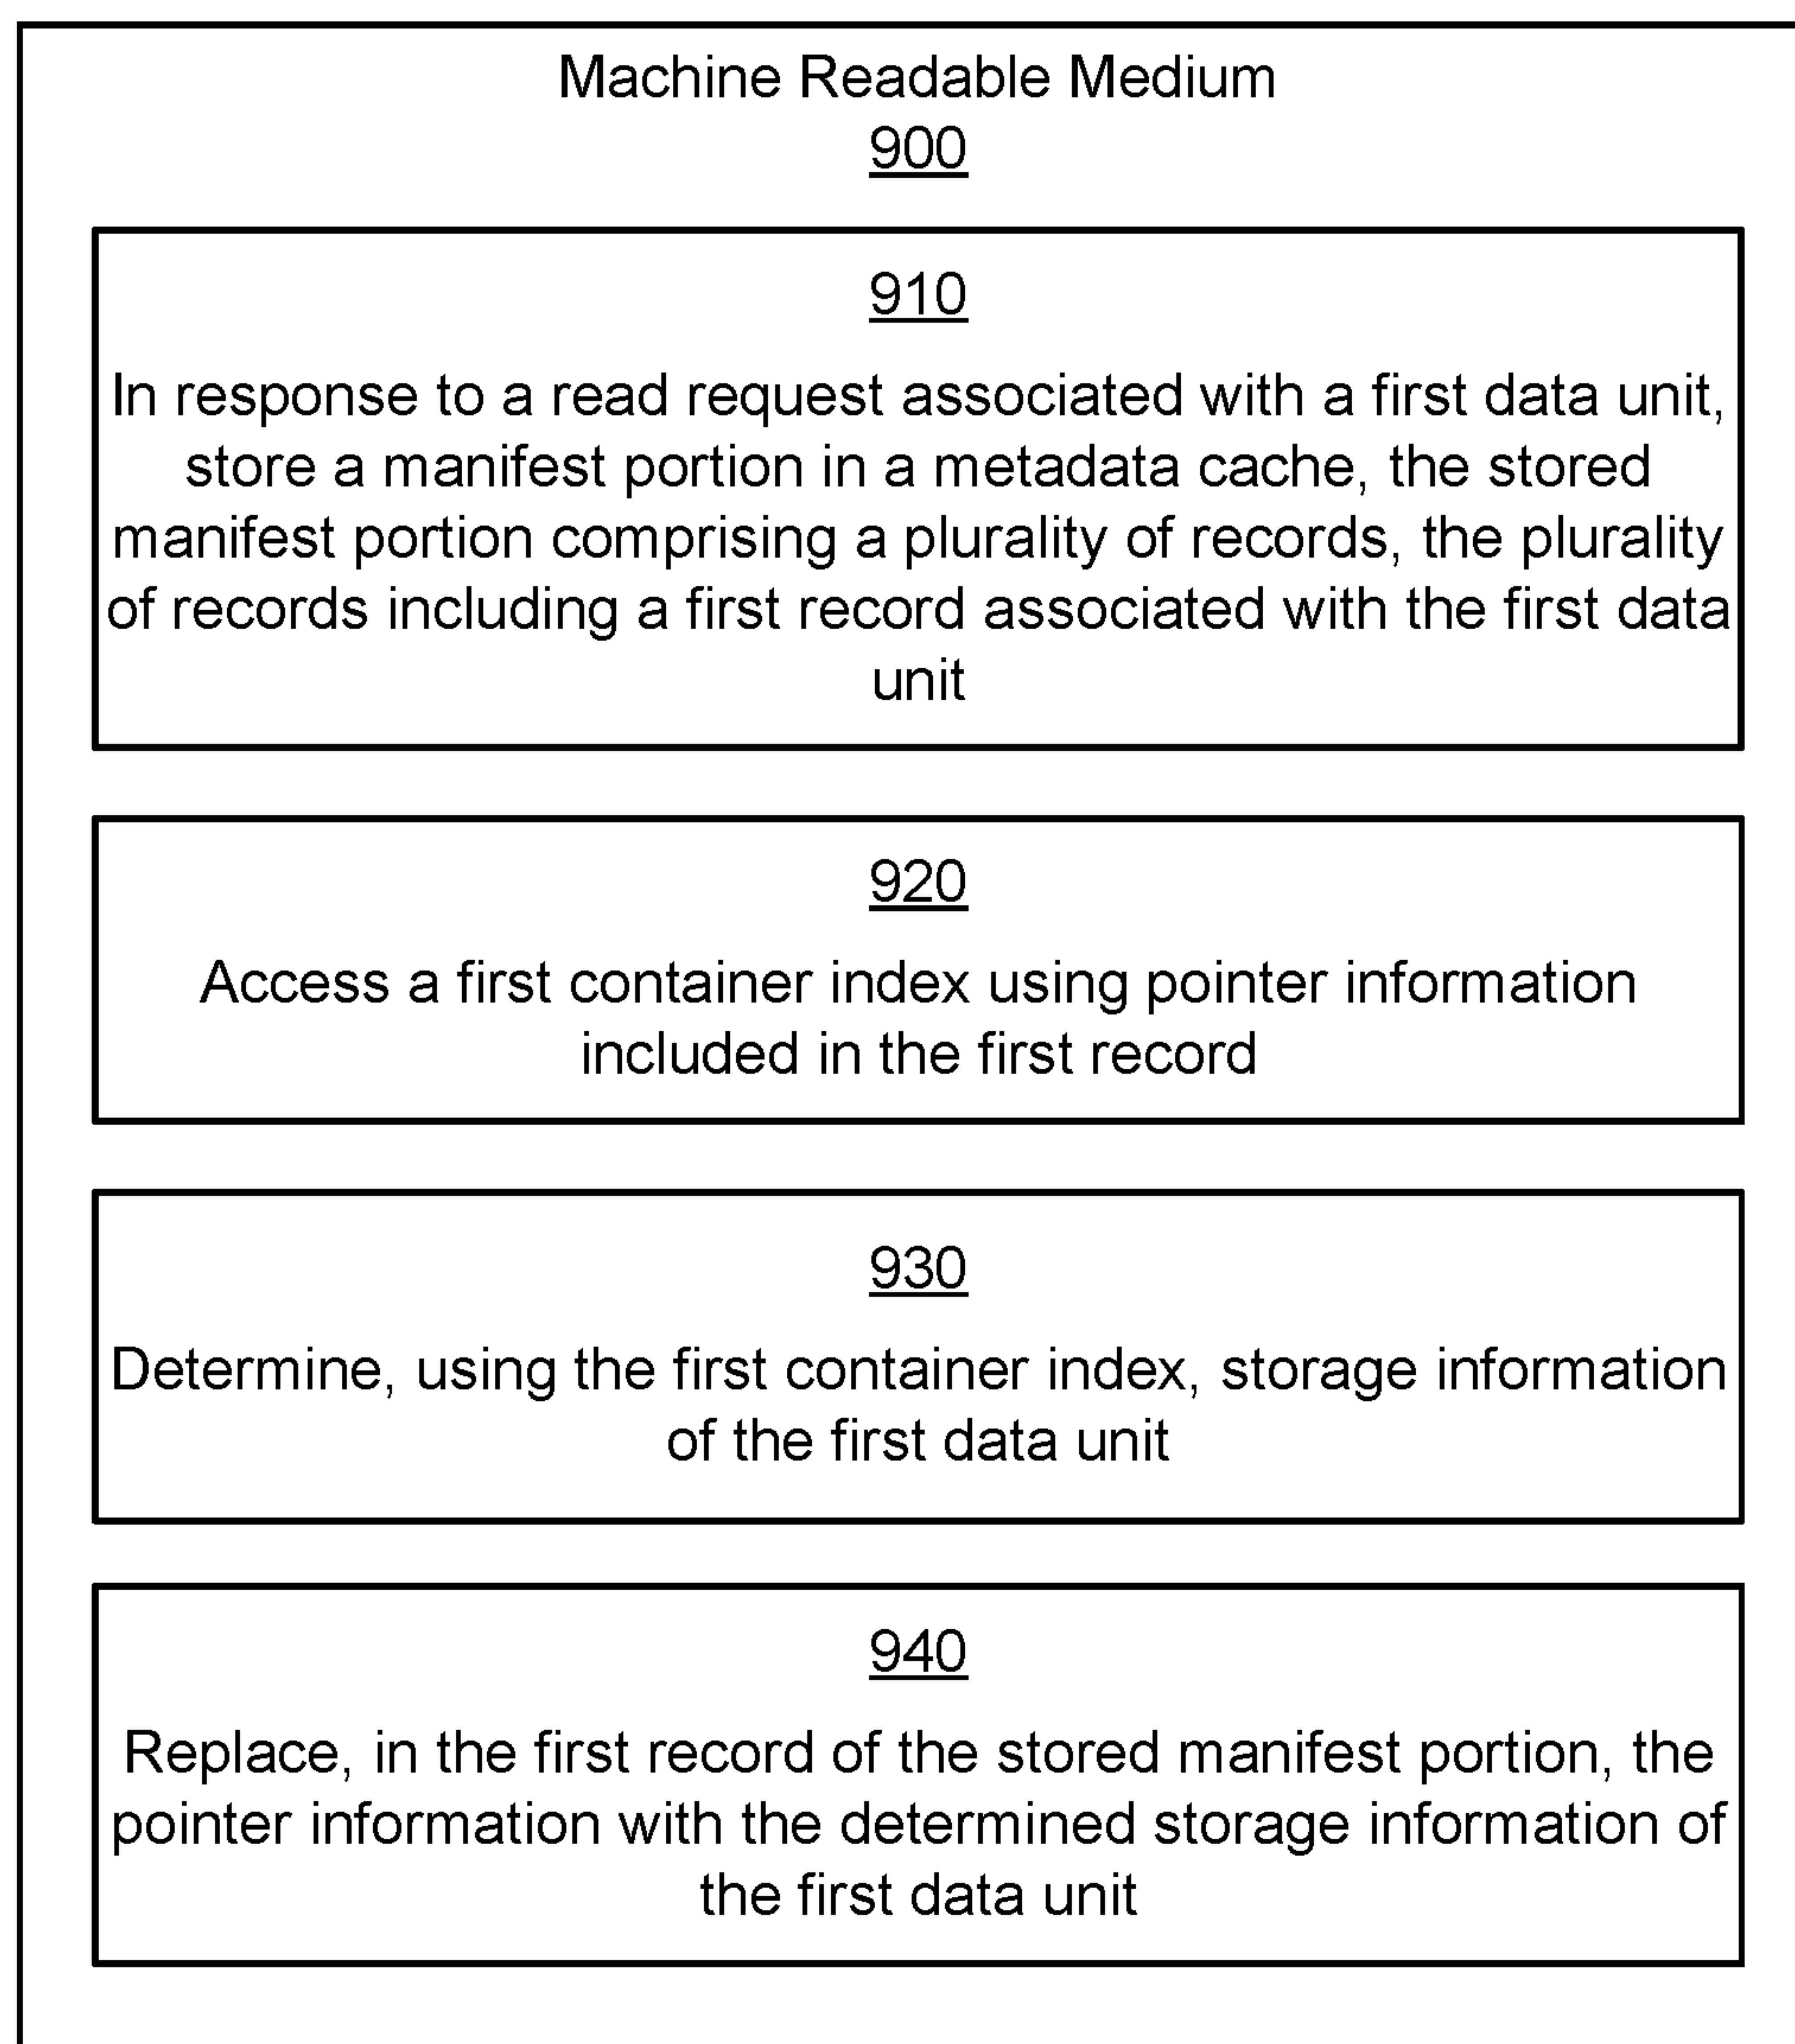 Machine Readable Medium
900
910
In response to a read request associated with a first data unit,
store a manifest portion in a metadata cache, the stored
manifest portion comprising a plurality of records, the plurality
of records including a first record associated with the first data
unit
920
Access a first container index using pointer information
included in the first record
930
Determine, using the first container index, storage information
of the first data unit
940
Replace, in the first record of the stored manifest portion, the
pointer information with the determined storage information of
the first data unit